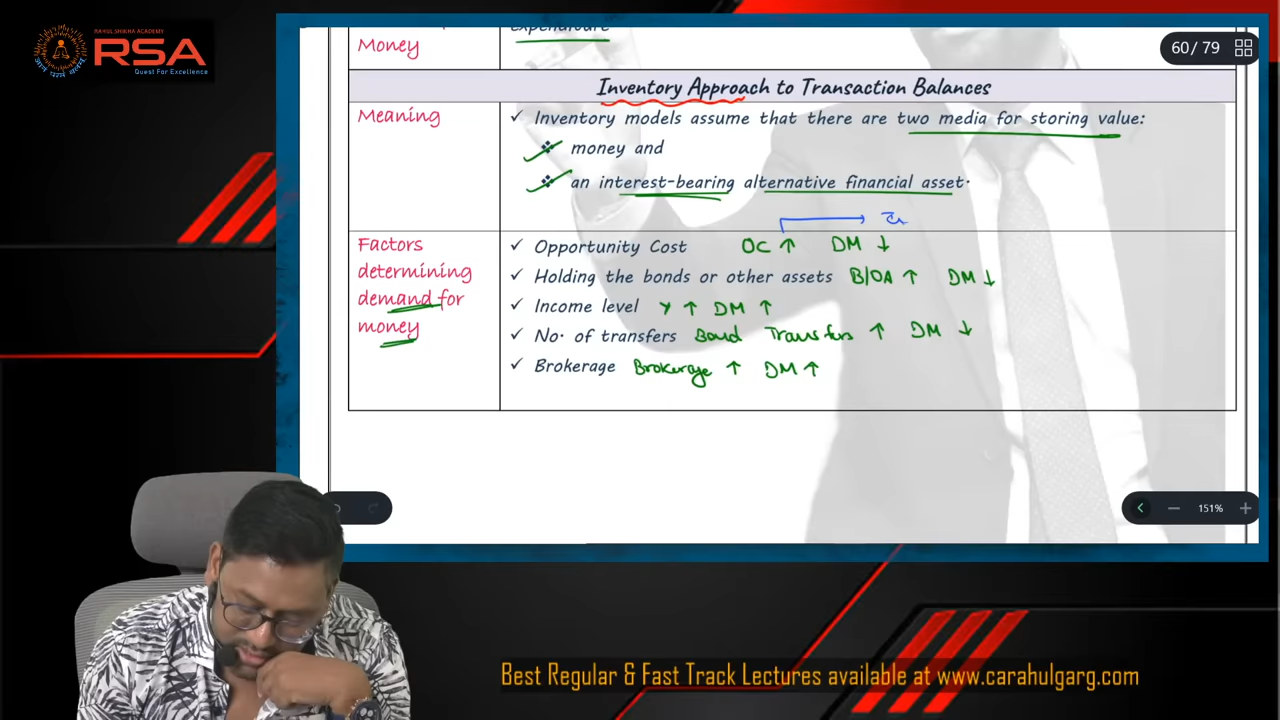 RAHUL SHIKHA ACADEMY
RSA
Quest For Excellence
Money
60 / 79
Inventory Approach to Transaction Balances
Meaning
✓ Inventory models assume that there are two media for storing value:
❖ money and
❖ an interest-bearing alternative financial asset.
Factors determining demand for money
✓ Opportunity Cost OC ↑ DM ↓
✓ Holding the bonds or other assets B/OA ↑ DM ↓
✓ Income level Y ↑ DM ↑
✓ No. of transfers Bond Transfers ↑ DM ↓
✓ Brokerage Brokerage ↑ DM ↑
151%
Best Regular & Fast Track Lectures available at www.carahulgarg.com